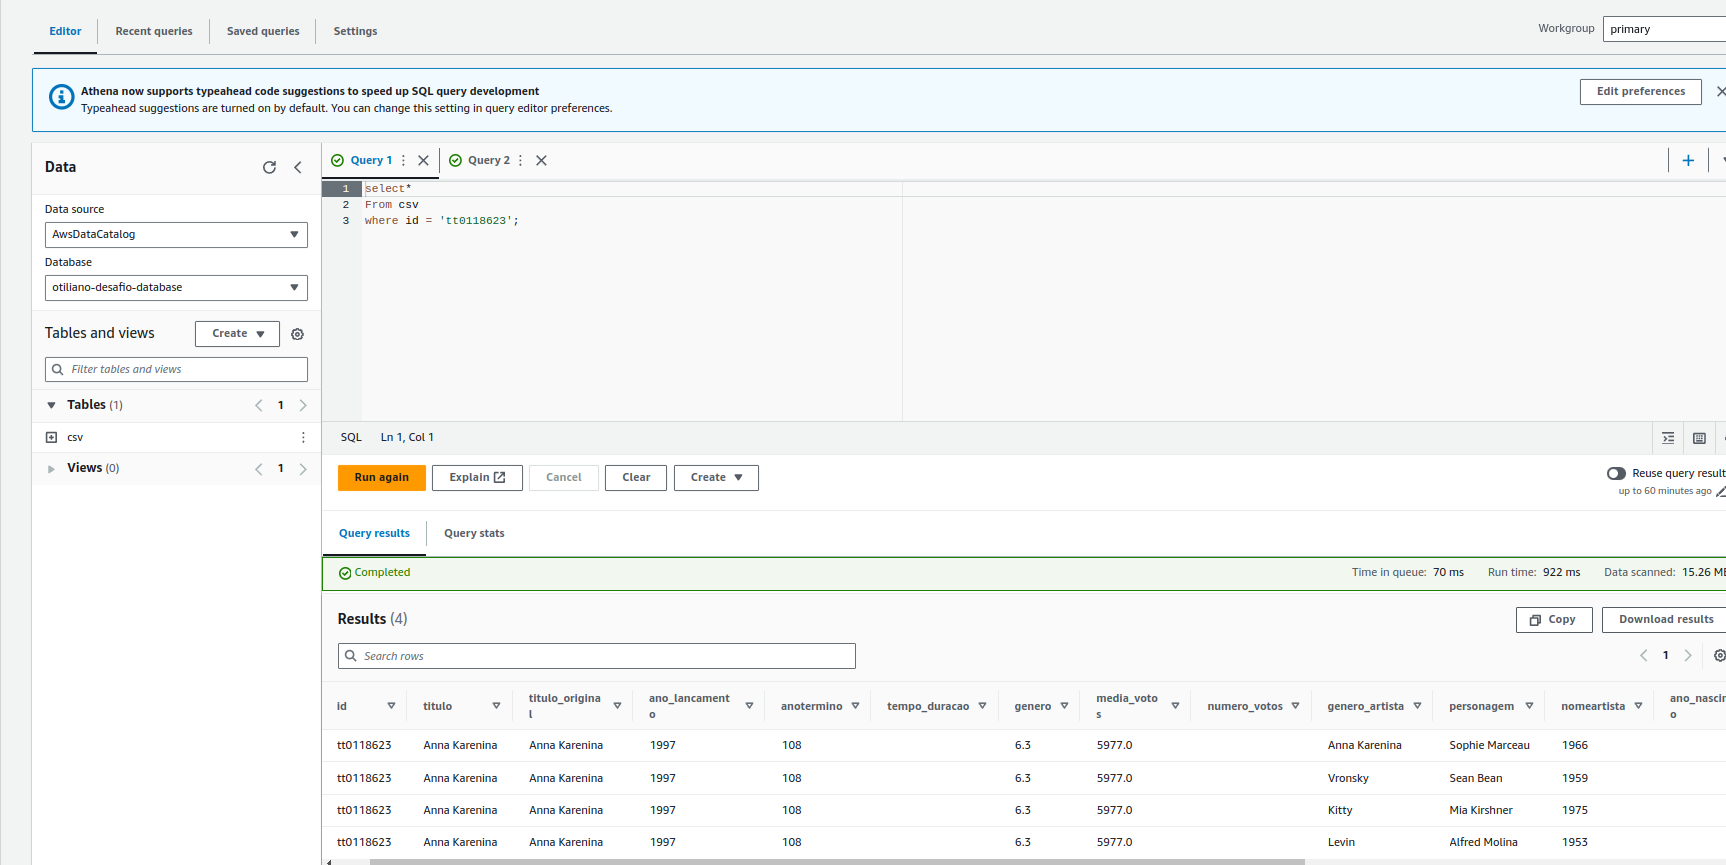 Editor
Recent queries
Saved queries
Settings
Workgroup
primary
Athena now supports typeahead code suggestions to speed up SQL query development
Typeahead suggestions are turned on by default. You can change this setting in query editor preferences.
Edit preferences
Data
Data source
AwsDataCatalog
Database
otiliano-desafio-database
Tables and views
Create
Filter tables and views
Tables (1)
1
csv
Views (0)
1
Query 1
Query 2
1 select*
2 From csv
3 where id = 'tt0118623';
SQL
Ln 1, Col 1
Run again
Explain
Cancel
Clear
Create
Reuse query result
up to 60 minutes ago
Query results
Query stats
Completed
Time in queue: 70 ms
Run time: 922 ms
Data scanned: 15.26 MB
Results (4)
Copy
Download results
Search rows
1
id titulo titulo_original ano_lancamento anotermino tempo_duracao genero media_votos numero_votos genero_artista personagem nomeartista ano_nascimo
tt0118623 Anna Karenina Anna Karenina 1997 108 6.3 5977.0 Anna Karenina Sophie Marceau 1966
tt0118623 Anna Karenina Anna Karenina 1997 108 6.3 5977.0 Vronsky Sean Bean 1959
tt0118623 Anna Karenina Anna Karenina 1997 108 6.3 5977.0 Kitty Mia Kirshner 1975
tt0118623 Anna Karenina Anna Karenina 1997 108 6.3 5977.0 Levin Alfred Molina 1953